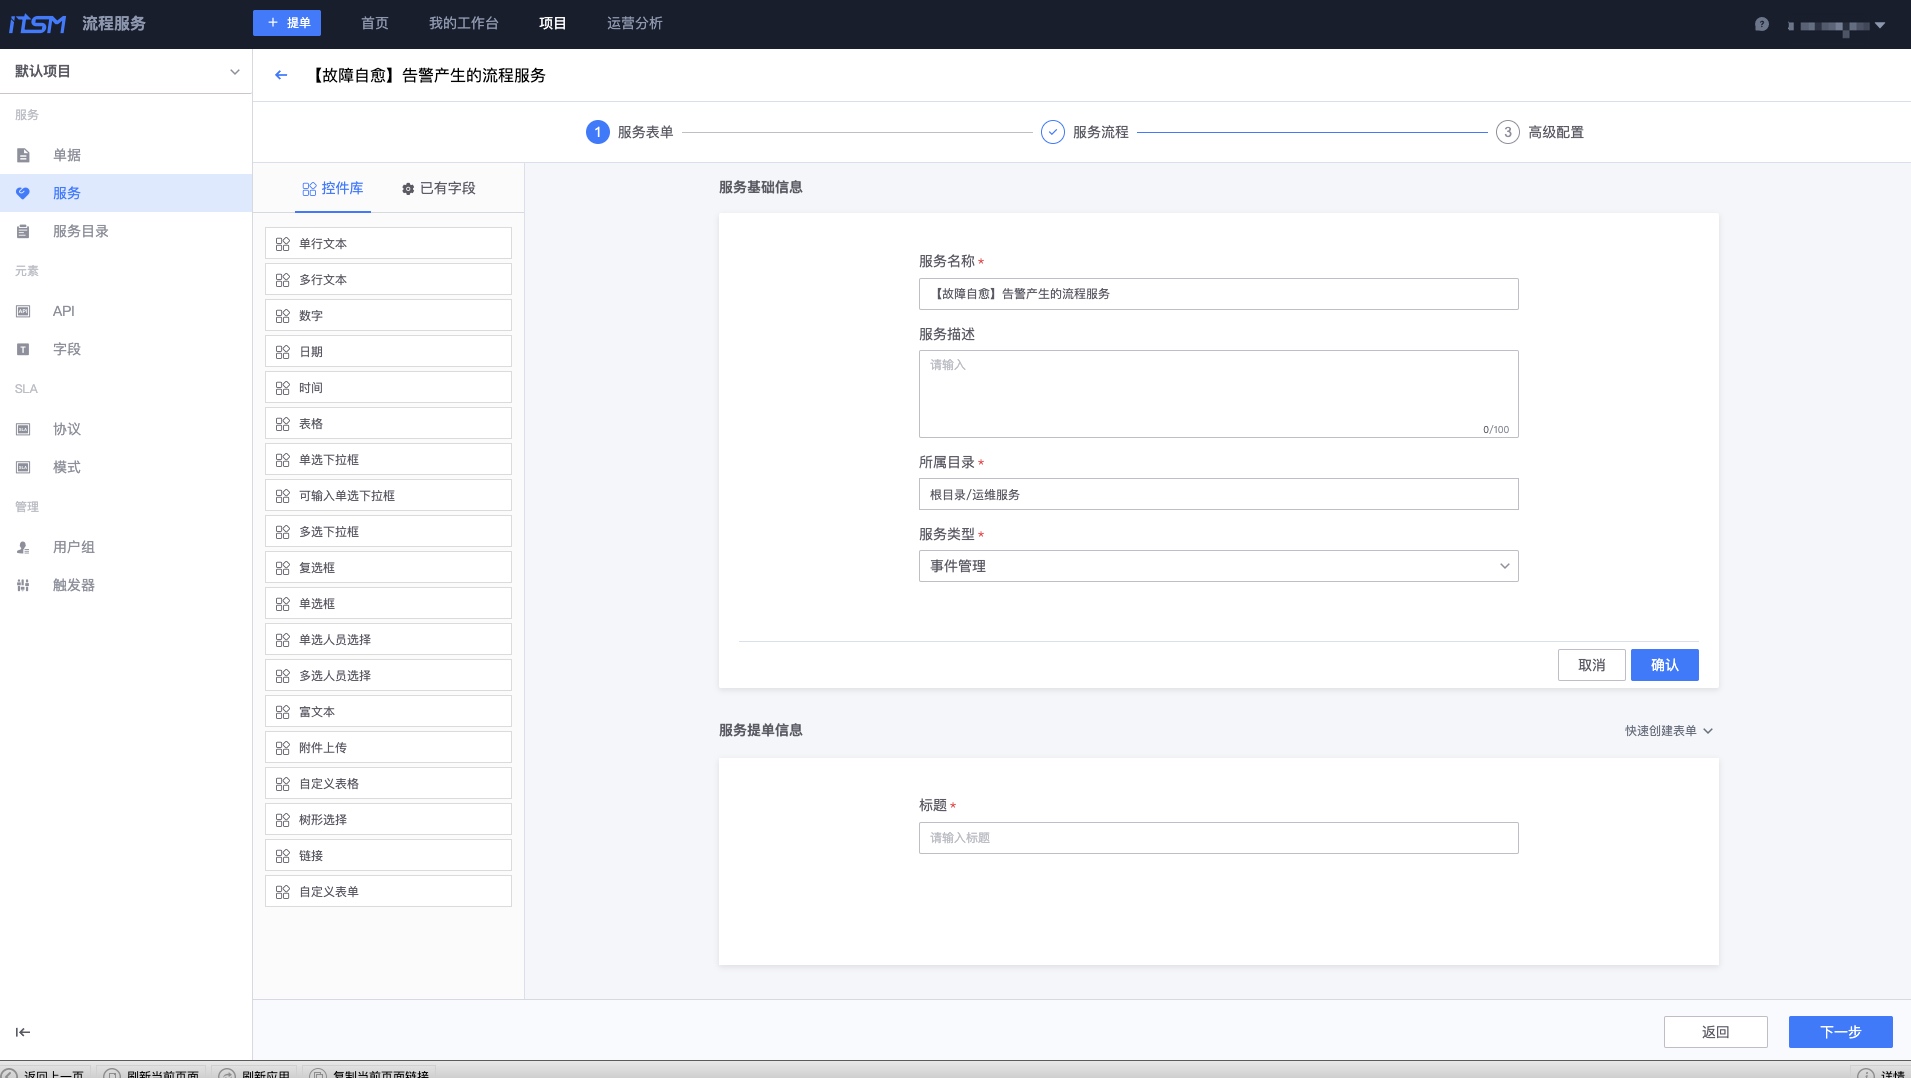 iTSM 流程服务
+ 提单
首页
我的工作台
项目
运营分析
默认项目
服务
单据
服务
服务目录
元素
API
字段
SLA
协议
模式
管理
用户组
触发器
【故障自愈】告警产生的流程服务
1 服务表单
服务流程
3 高级配置
控件库
已有字段
单行文本
多行文本
数字
日期
时间
表格
单选下拉框
可输入单选下拉框
多选下拉框
复选框
单选框
单选人员选择
多选人员选择
富文本
附件上传
自定义表格
树形选择
链接
自定义表单
服务基础信息
服务名称 *
【故障自愈】告警产生的流程服务
服务描述
请输入
0/100
所属目录 *
根目录/运维服务
服务类型 *
事件管理
取消
确认
服务提单信息
快速创建表单
标题 *
请输入标题
返回
下一步
返回上一页
刷新当前页面
刷新应用
复制当前页面链接
详情